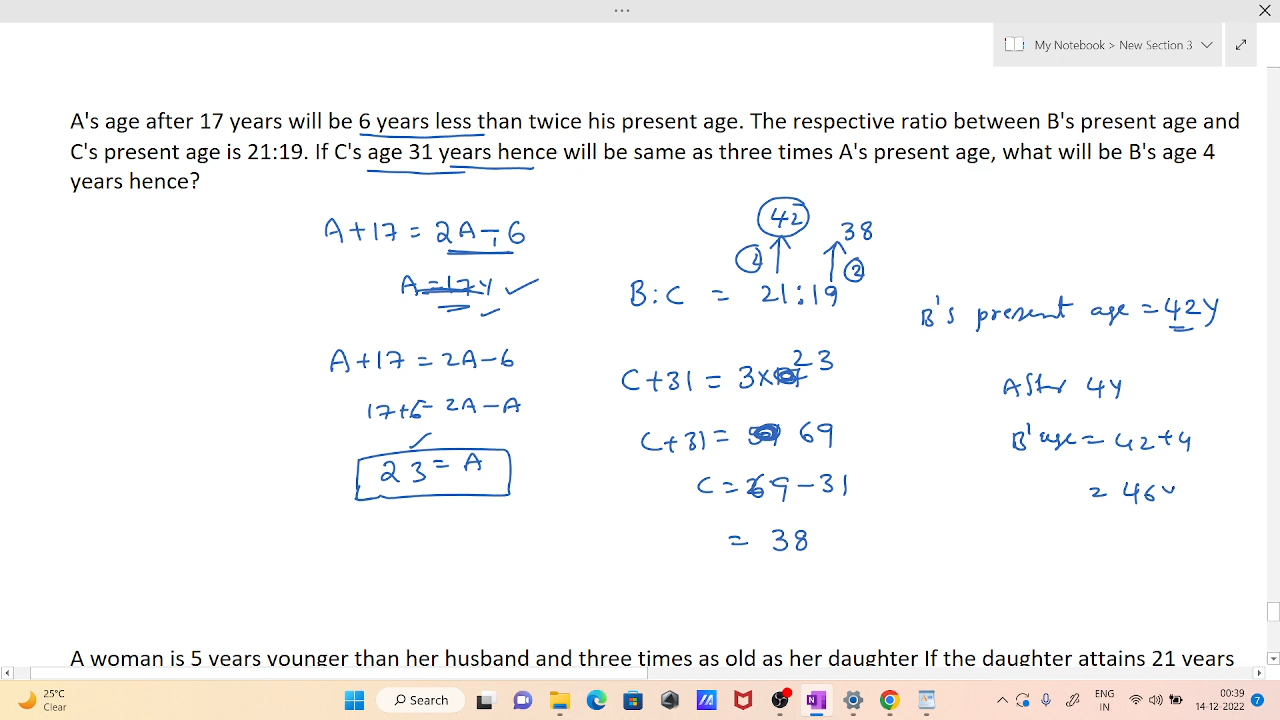 My Notebook > New Section 3
A's age after 17 years will be 6 years less than twice his present age. The respective ratio between B's present age and
C's present age is 21:19. If C's age 31 years hence will be same as three times A's present age, what will be B's age 4
years hence?
A+17 = 2A-6
A=17Y
A+17 = 2A-6
17+6= 2A-A
23=A
42
38
2
B:C = 21:19
C+31 = 3x 23
C+31= 69
C=69-31
= 38
B's present age =42y
After 4y
B' age = 42+4
= 46
A woman is 5 years younger than her husband and three times as old as her daughter If the daughter attains 21 years
25°C
Clear
Search
ENG
IN
00:39
14-12-2022
7